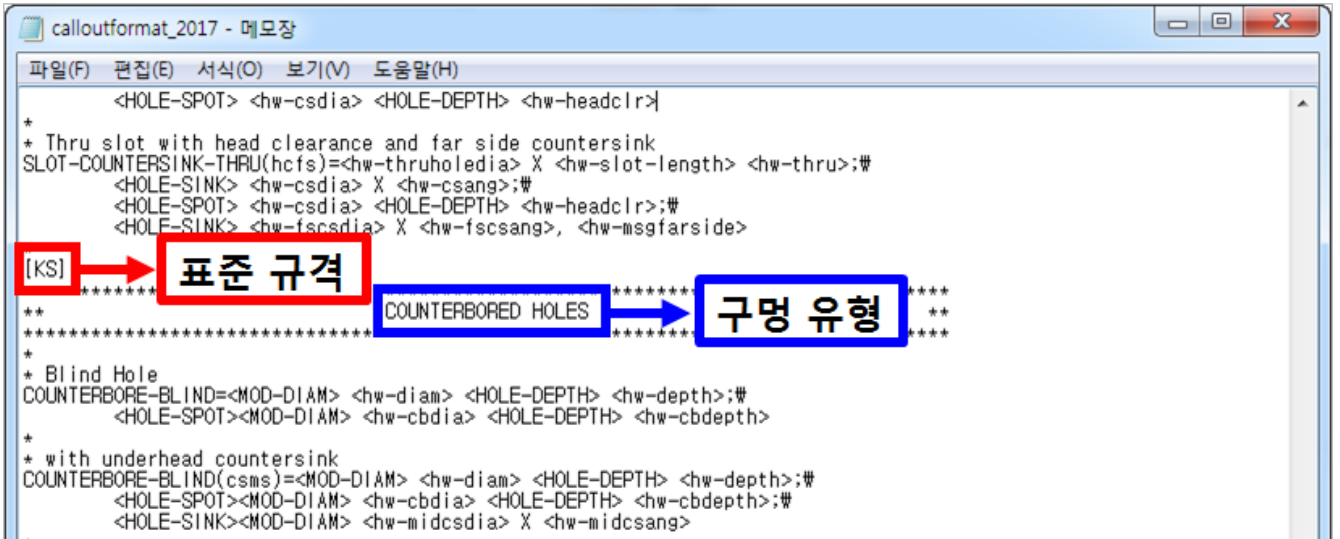 calloutformat_2017 - 메모장
파일(F) 편집(E) 서식(O) 보기(V) 도움말(H)
<HOLE-SPOT> <hw-csdia> <HOLE-DEPTH> <hw-headclr>
*
* Thru slot with head clearance and far side countersink
SLOT-COUNTERSINK-THRU(hcfs)=<hw-thruholedia> X <hw-slot-length> <hw-thru>;₩
<HOLE-SINK> <hw-csdia> X <hw-csang>;₩
<HOLE-SPOT> <hw-csdia> <HOLE-DEPTH> <hw-headclr>;₩
<HOLE-SINK> <hw-fscsdia> X <hw-fscsang>, <hw-msgfarside>
[KS] 표준 규격
** COUNTERBORED HOLES 구멍 유형 **
*
* Blind Hole
COUNTERBORE-BLIND=<MOD-DIAM> <hw-diam> <HOLE-DEPTH> <hw-depth>;₩
<HOLE-SPOT><MOD-DIAM> <hw-cbdia> <HOLE-DEPTH> <hw-cbdepth>
*
* with underhead countersink
COUNTERBORE-BLIND(csms)=<MOD-DIAM> <hw-diam> <HOLE-DEPTH> <hw-depth>;₩
<HOLE-SPOT><MOD-DIAM> <hw-cbdia> <HOLE-DEPTH> <hw-cbdepth>;₩
<HOLE-SINK><MOD-DIAM> <hw-midcsdia> X <hw-midcsang>